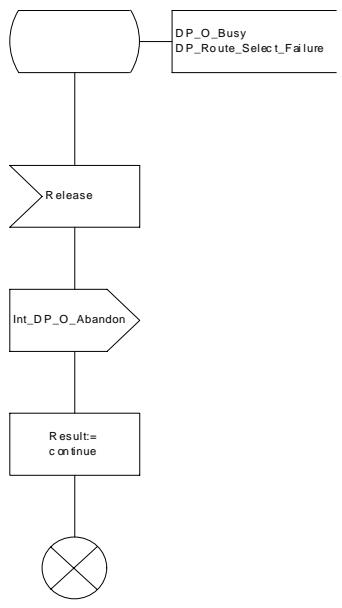 DP_O_Busy
DP_Route_Select_Failure
Release
Int_DP_O_Abandon
Result:=
continue